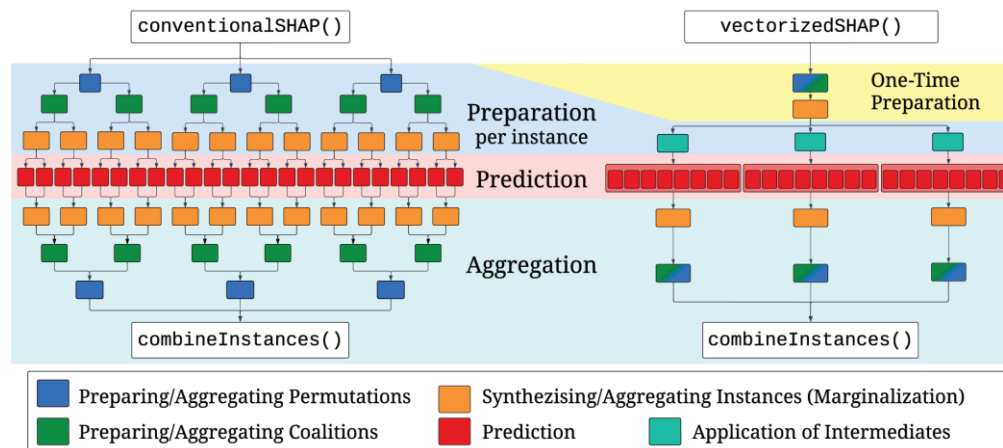 conventionalSHAP()
vectorizedSHAP()
One-Time
Preparation
Preparation
per instance
Prediction
Aggregation
combineInstances()
combineInstances()
Preparing/Aggregating Permutations
Synthezising/Aggregating Instances (Marginalization)
Preparing/Aggregating Coalitions
Prediction
Application of Intermediates